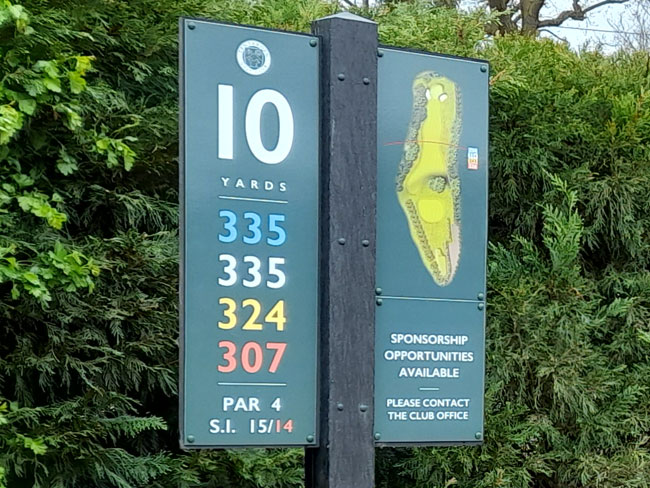 10
YARDS
335
335
324
307
PAR 4
S.I. 15/14
SPONSORSHIP
OPPORTUNITIES
AVAILABLE
PLEASE CONTACT
THE CLUB OFFICE